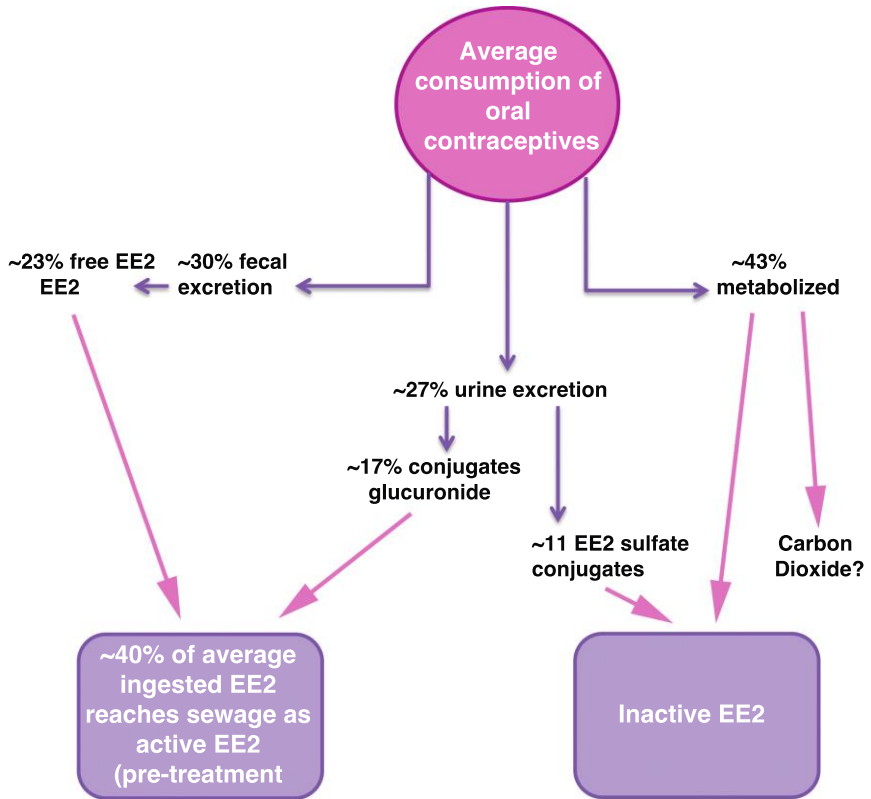 Average
consumption of
oral
contraceptives
~23% free EE2
EE2
~30% fecal
excretion
~43%
metabolized
~27% urine excretion
~17% conjugates
glucuronide
~11 EE2 sulfate
conjugates
Carbon
Dioxide?
~40% of average
ingested EE2
reaches sewage as
active EE2
(pre-treatment
Inactive EE2